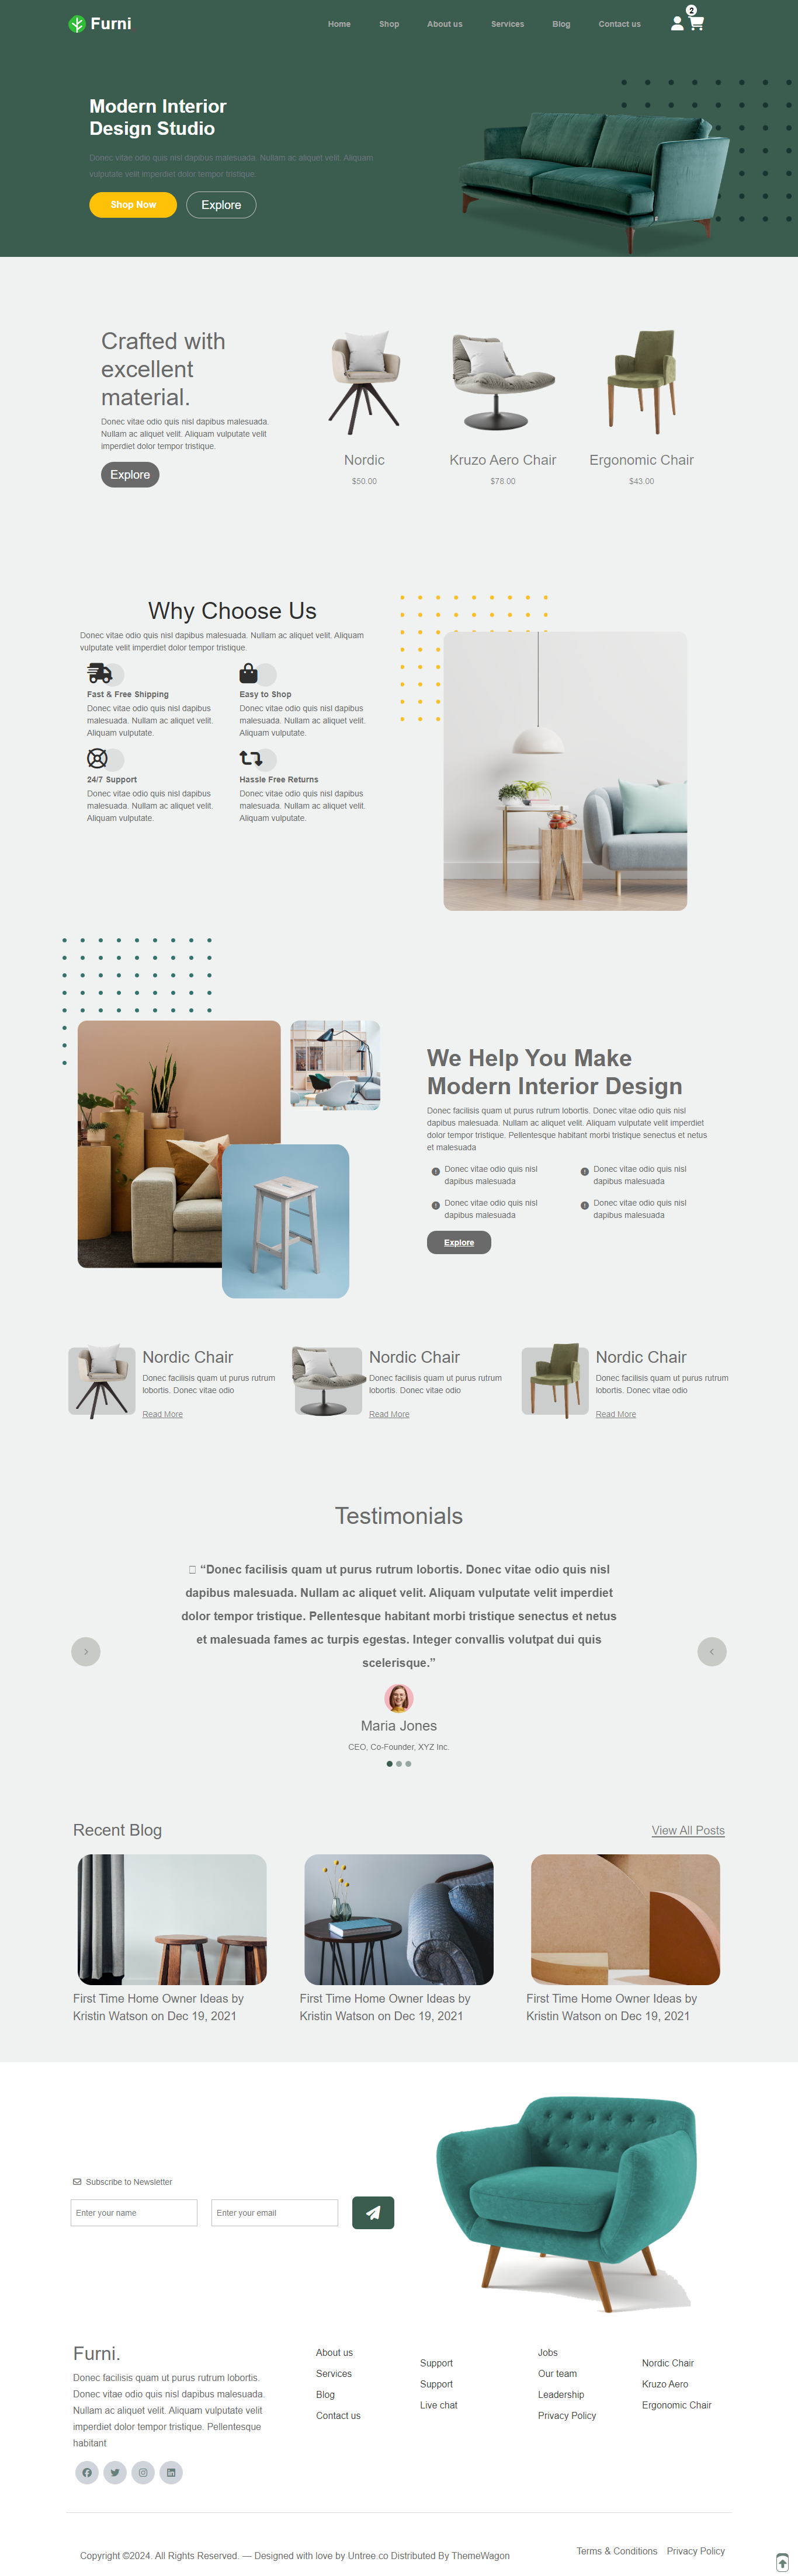 Furni
Home Shop About us Services Blog Contact us
2
Modern Interior
Design Studio
Donec vitae odio quis nisl dapibus malesuada. Nullam ac aliquet velit. Aliquam
vulputate velit imperdiet dolor tempor tristique.
Shop Now Explore
Crafted with
excellent
material.
Donec vitae odio quis nisl dapibus malesuada.
Nullam ac aliquet velit. Aliquam vulputate velit
imperdiet dolor tempor tristique.
Explore
Nordic
$50.00
Kruzo Aero Chair
$78.00
Ergonomic Chair
$43.00
Why Choose Us
Donec vitae odio quis nisl dapibus malesuada. Nullam ac aliquet velit. Aliquam
vulputate velit imperdiet dolor tempor tristique.
Fast & Free Shipping
Donec vitae odio quis nisl dapibus
malesuada. Nullam ac aliquet velit.
Aliquam vulputate.
Easy to Shop
Donec vitae odio quis nisl dapibus
malesuada. Nullam ac aliquet velit.
Aliquam vulputate.
24/7 Support
Donec vitae odio quis nisl dapibus
malesuada. Nullam ac aliquet velit.
Aliquam vulputate.
Hassle Free Returns
Donec vitae odio quis nisl dapibus
malesuada. Nullam ac aliquet velit.
Aliquam vulputate.
We Help You Make
Modern Interior Design
Donec facilisis quam ut purus rutrum lobortis. Donec vitae odio quis nisl
dapibus malesuada. Nullam ac aliquet velit. Aliquam vulputate velit imperdiet
dolor tempor tristique. Pellentesque habitant morbi tristique senectus et netus
et malesuada
Donec vitae odio quis nisl
dapibus malesuada
Donec vitae odio quis nisl
dapibus malesuada
Donec vitae odio quis nisl
dapibus malesuada
Donec vitae odio quis nisl
dapibus malesuada
Explore
Nordic Chair
Donec facilisis quam ut purus rutrum
lobortis. Donec vitae odio
Read More
Nordic Chair
Donec facilisis quam ut purus rutrum
lobortis. Donec vitae odio
Read More
Nordic Chair
Donec facilisis quam ut purus rutrum
lobortis. Donec vitae odio
Read More
Testimonials
“Donec facilisis quam ut purus rutrum lobortis. Donec vitae odio quis nisl
dapibus malesuada. Nullam ac aliquet velit. Aliquam vulputate velit imperdiet
dolor tempor tristique. Pellentesque habitant morbi tristique senectus et netus
et malesuada fames ac turpis egestas. Integer convallis volutpat dui quis
scelerisque.”
Maria Jones
CEO, Co-Founder, XYZ Inc.
Recent Blog
View All Posts
First Time Home Owner Ideas by
Kristin Watson on Dec 19, 2021
First Time Home Owner Ideas by
Kristin Watson on Dec 19, 2021
First Time Home Owner Ideas by
Kristin Watson on Dec 19, 2021
Subscribe to Newsletter
Enter your name
Enter your email
Furni.
Donec facilisis quam ut purus rutrum lobortis.
Donec vitae odio quis nisl dapibus malesuada.
Nullam ac aliquet velit. Aliquam vulputate velit
imperdiet dolor tempor tristique. Pellentesque
habitant
About us
Services
Blog
Contact us
Support
Support
Live chat
Jobs
Our team
Leadership
Privacy Policy
Nordic Chair
Kruzo Aero
Ergonomic Chair
Copyright ©2024. All Rights Reserved. — Designed with love by Untree.co Distributed By ThemeWagon
Terms & Conditions Privacy Policy